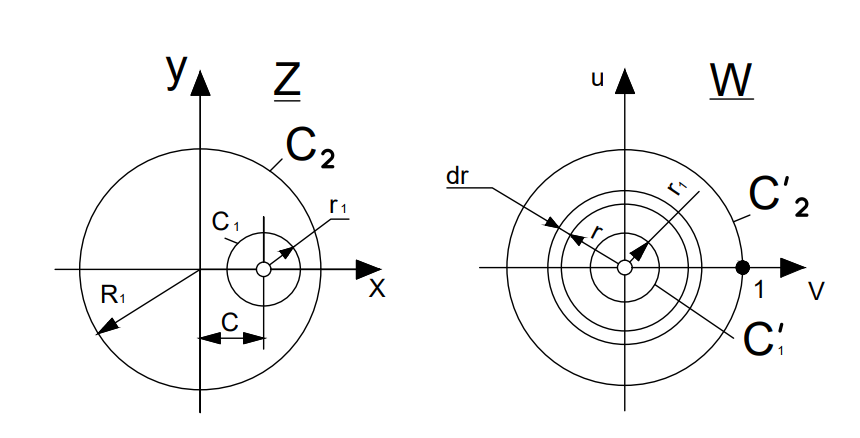 y
Z
C₂
C₁
r₁
R₁
C
X
u
W
dr
r
r₁
C'₂
1
V
C'₁